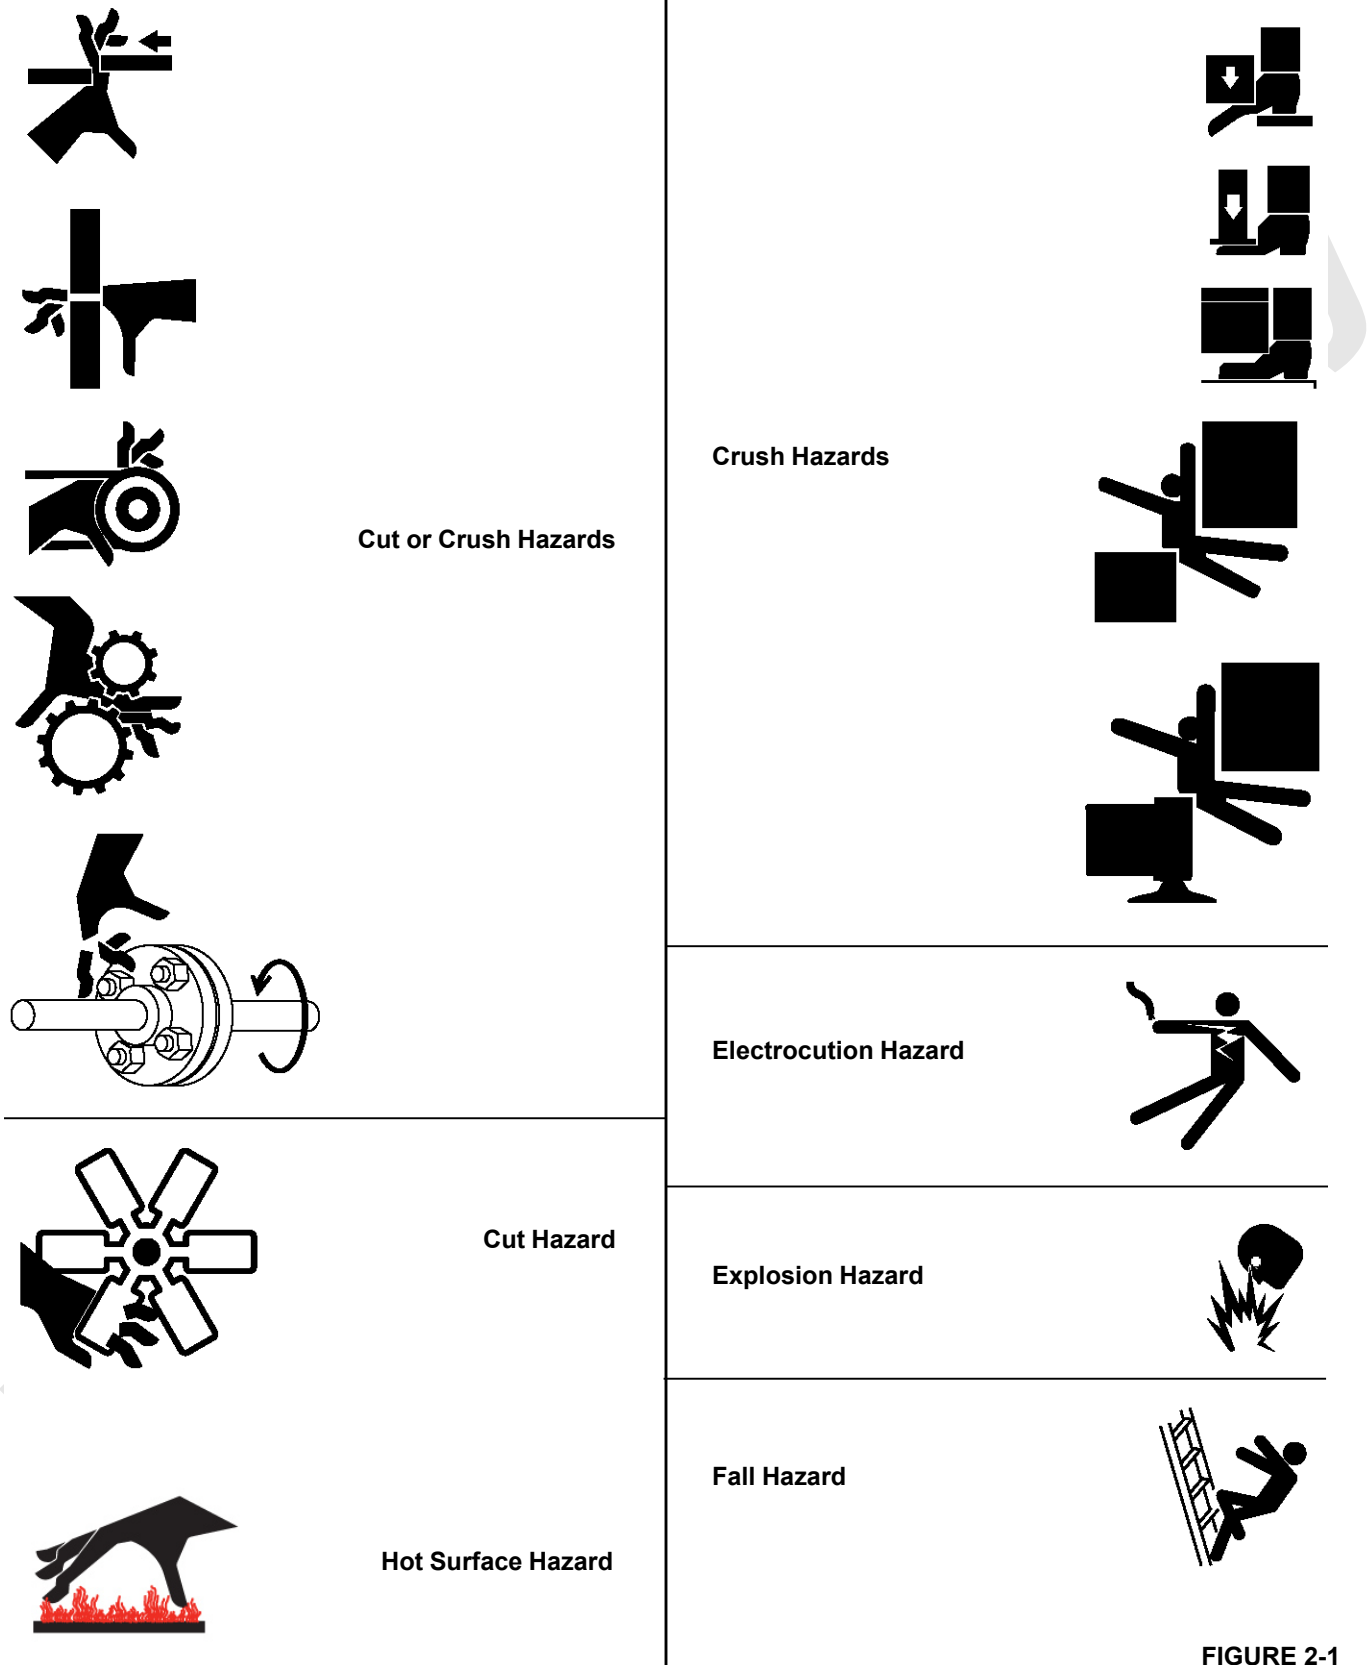 Cut or Crush Hazards
Cut Hazard
Hot Surface Hazard
Crush Hazards
Electrocution Hazard
Explosion Hazard
Fall Hazard
FIGURE 2-1